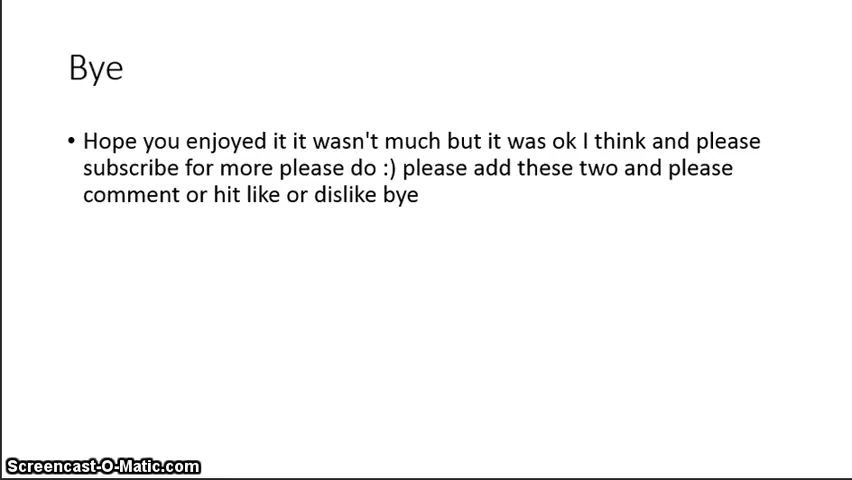 Bye
• Hope you enjoyed it it wasn't much but it was ok I think and please
subscribe for more please do :) please add these two and please
comment or hit like or dislike bye
Screencast-O-Matic.com